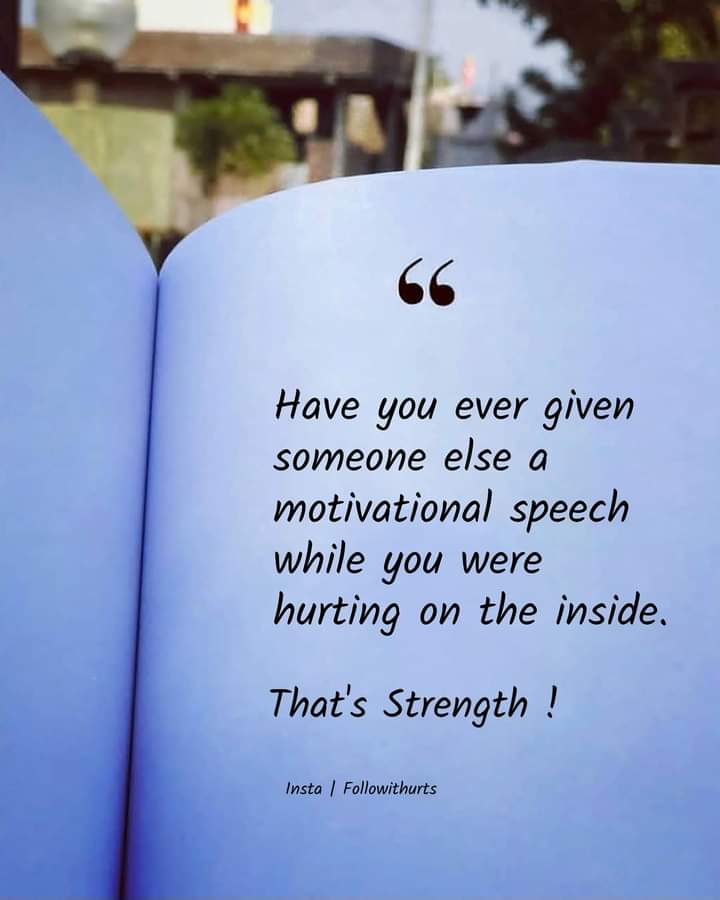 “
Have you ever given
someone else a
motivational speech
while you were
hurting on the inside.
That's Strength !
Insta | Followithurts